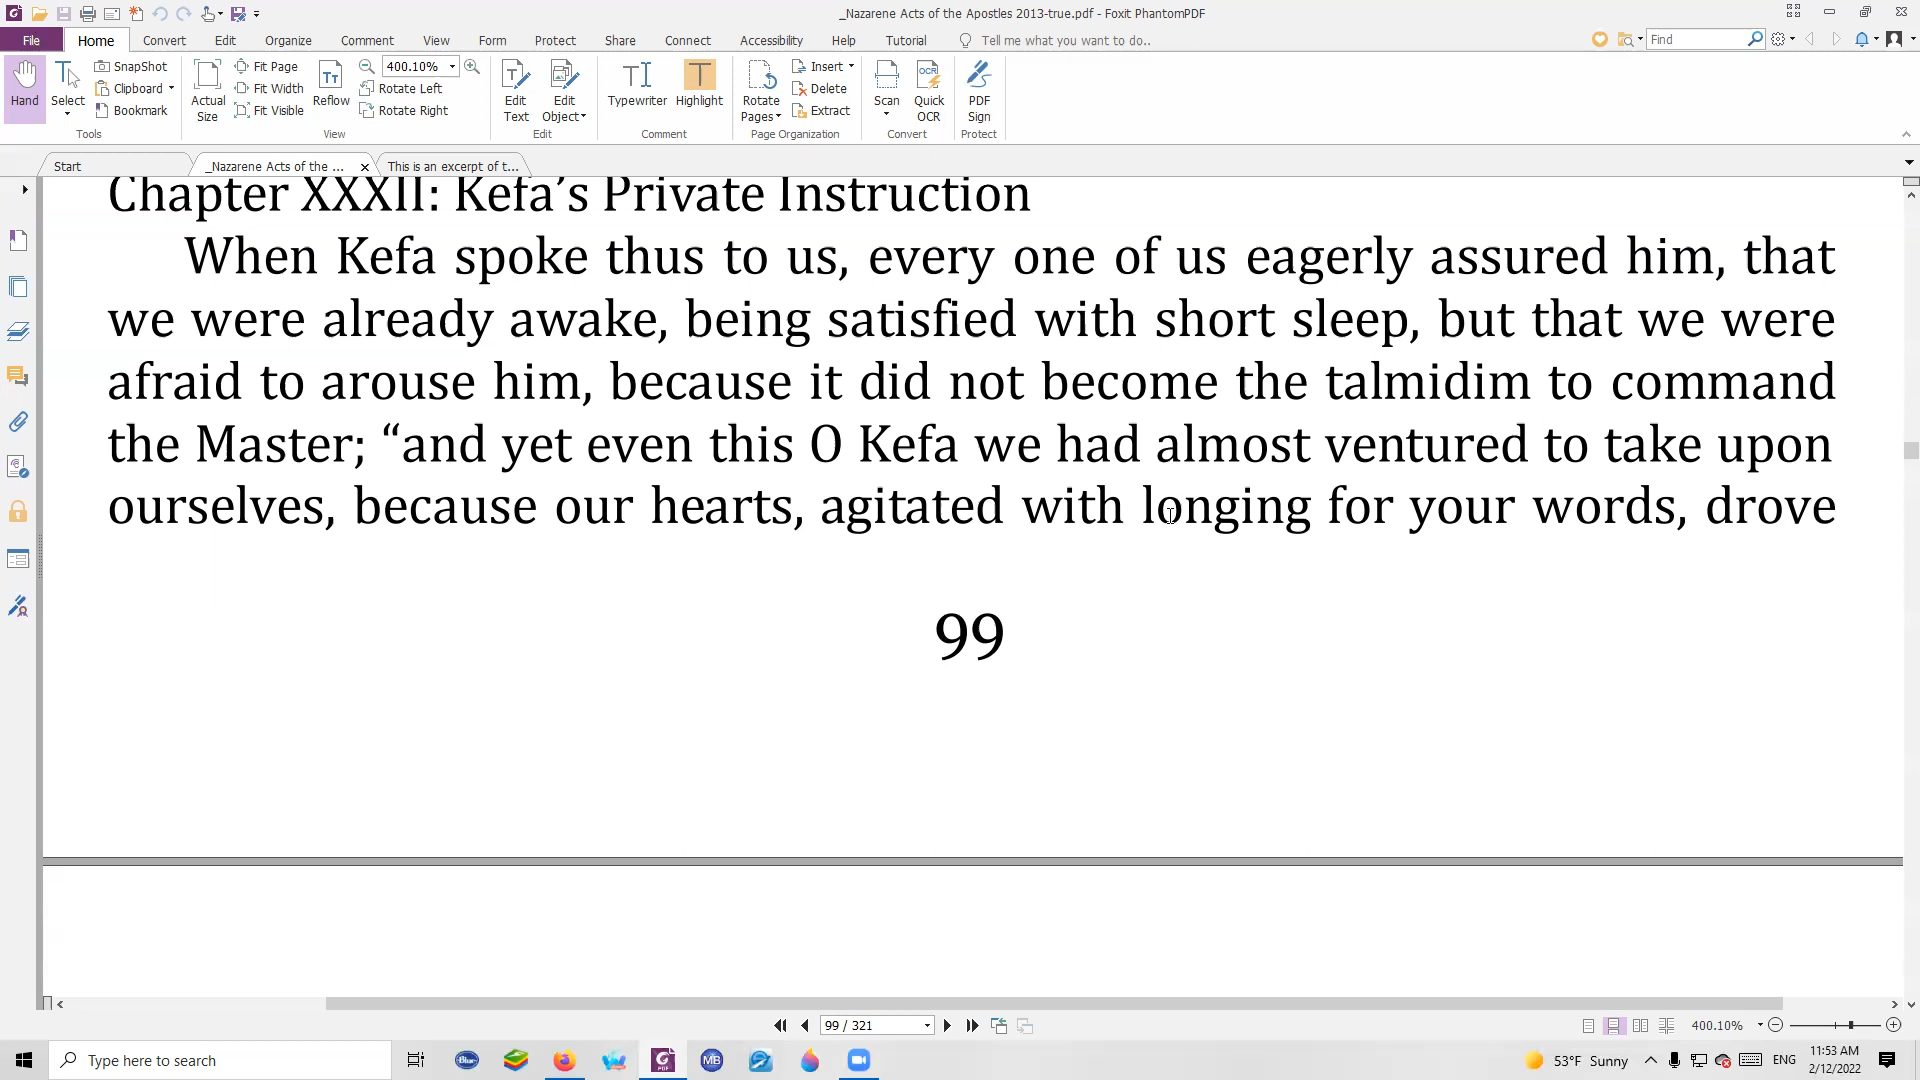 _Nazarene Acts of the Apostles 2013-true.pdf - Foxit PhantomPDF
File Home Convert Edit Organize Comment View Form Protect Share Connect Accessibility Help Tutorial Tell me what you want to do.. Find
Hand
Select
SnapShot
Clipboard
Bookmark
Tools
Actual Size
Fit Page
Fit Width
Fit Visible
Reflow
400.10%
Rotate Left
Rotate Right
View
Edit Text
Edit Object
Edit
Typewriter
Highlight
Comment
Rotate Pages
Insert
Delete
Extract
Page Organization
Scan
Quick OCR
Convert
PDF Sign
Protect
Start _Nazarene Acts of the ... This is an excerpt of t...
Chapter XXXII: Kefa’s Private Instruction
When Kefa spoke thus to us, every one of us eagerly assured him, that
we were already awake, being satisfied with short sleep, but that we were
afraid to arouse him, because it did not become the talmidim to command
the Master; “and yet even this O Kefa we had almost ventured to take upon
ourselves, because our hearts, agitated with longing for your words, drove
99
99 / 321
400.10%
Type here to search
Blue
PDF
MB
53°F Sunny
ENG
11:53 AM
2/12/2022